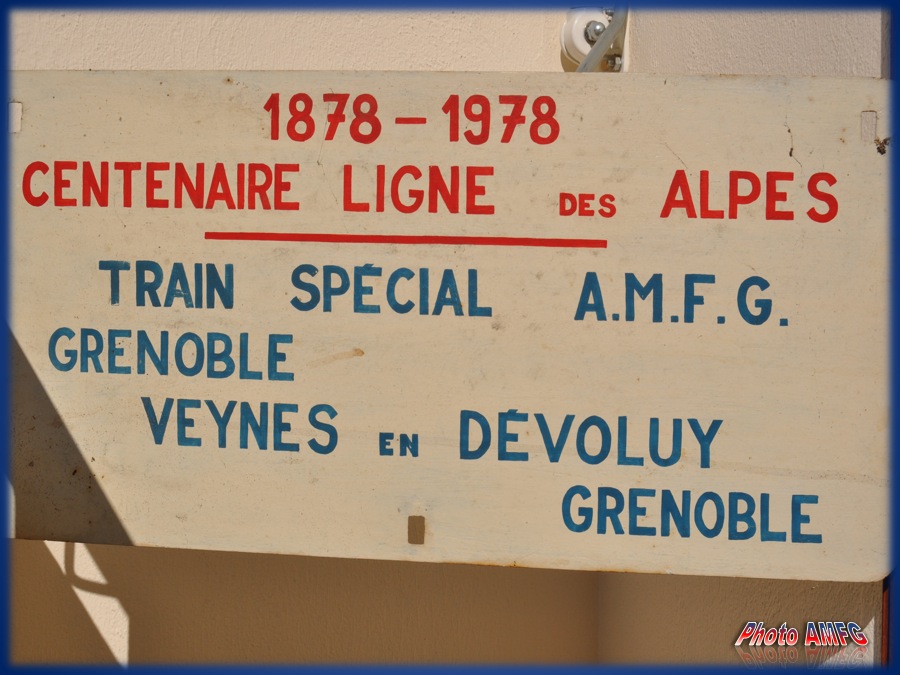 1878 - 1978
CENTENAIRE LIGNE DES ALPES
TRAIN SPÉCIAL A.M.F.G.
GRENOBLE
VEYNES EN DÉVOLUY
GRENOBLE
Photo AMFG